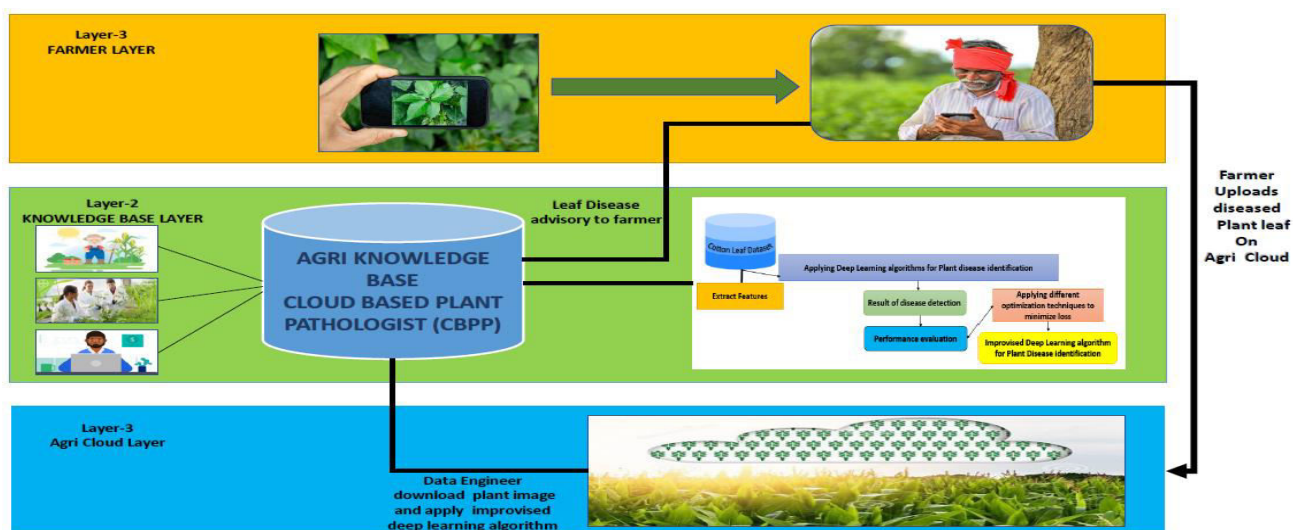 Layer-3
FARMER LAYER
Farmer
Uploads
diseased
Plant leaf
On
Agri Cloud
Layer-2
KNOWLEDGE BASE LAYER
AGRI KNOWLEDGE
BASE
CLOUD BASED PLANT
PATHOLOGIST (CBPP)
Leaf Disease
advisory to farmer
Cotton Leaf Datasets
Applying Deep Learning algorithms for Plant disease identification
Extract Features
Result of disease detection
Applying different
optimization techniques to
minimize loss
Performance evaluation
Improvised Deep Learning algorithm
for Plant Disease identification
Layer-3
Agri Cloud Layer
Data Engineer
download plant image
and apply improvised
deep learning algorithm